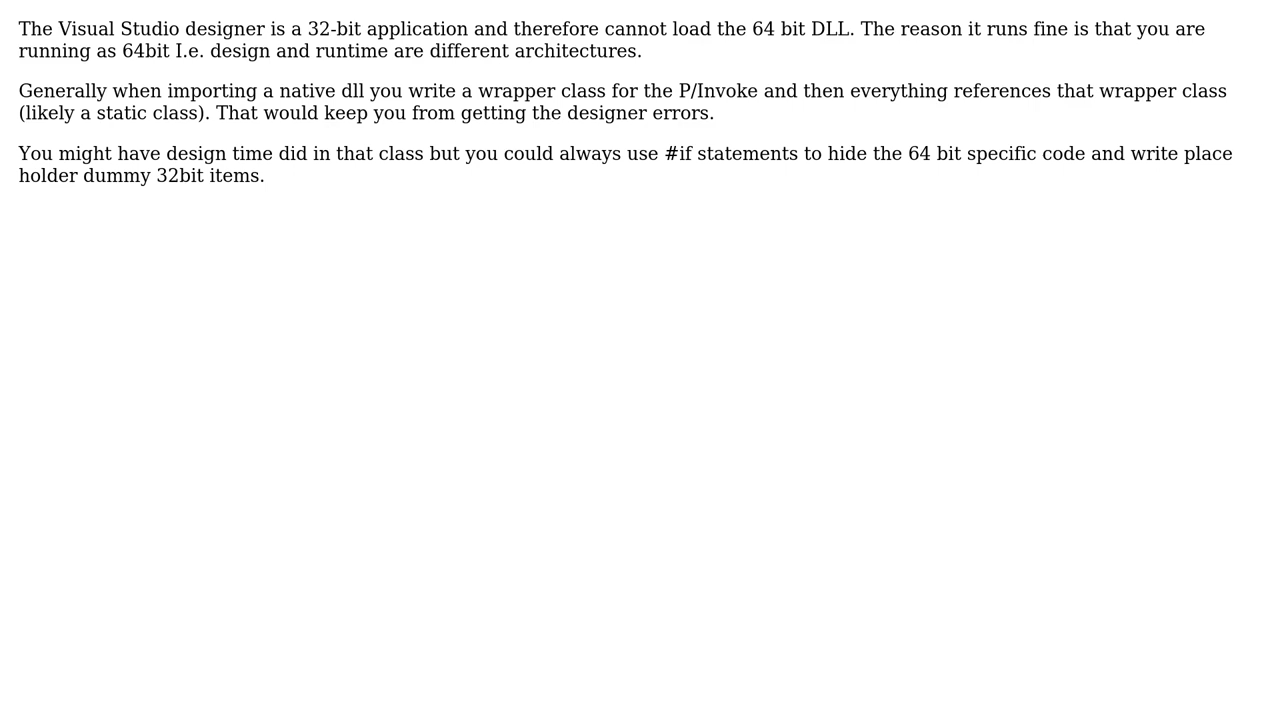 The Visual Studio designer is a 32-bit application and therefore cannot load the 64 bit DLL. The reason it runs fine is that you are
running as 64bit I.e. design and runtime are different architectures.
Generally when importing a native dll you write a wrapper class for the P/Invoke and then everything references that wrapper class
(likely a static class). That would keep you from getting the designer errors.
You might have design time did in that class but you could always use #if statements to hide the 64 bit specific code and write place
holder dummy 32bit items.